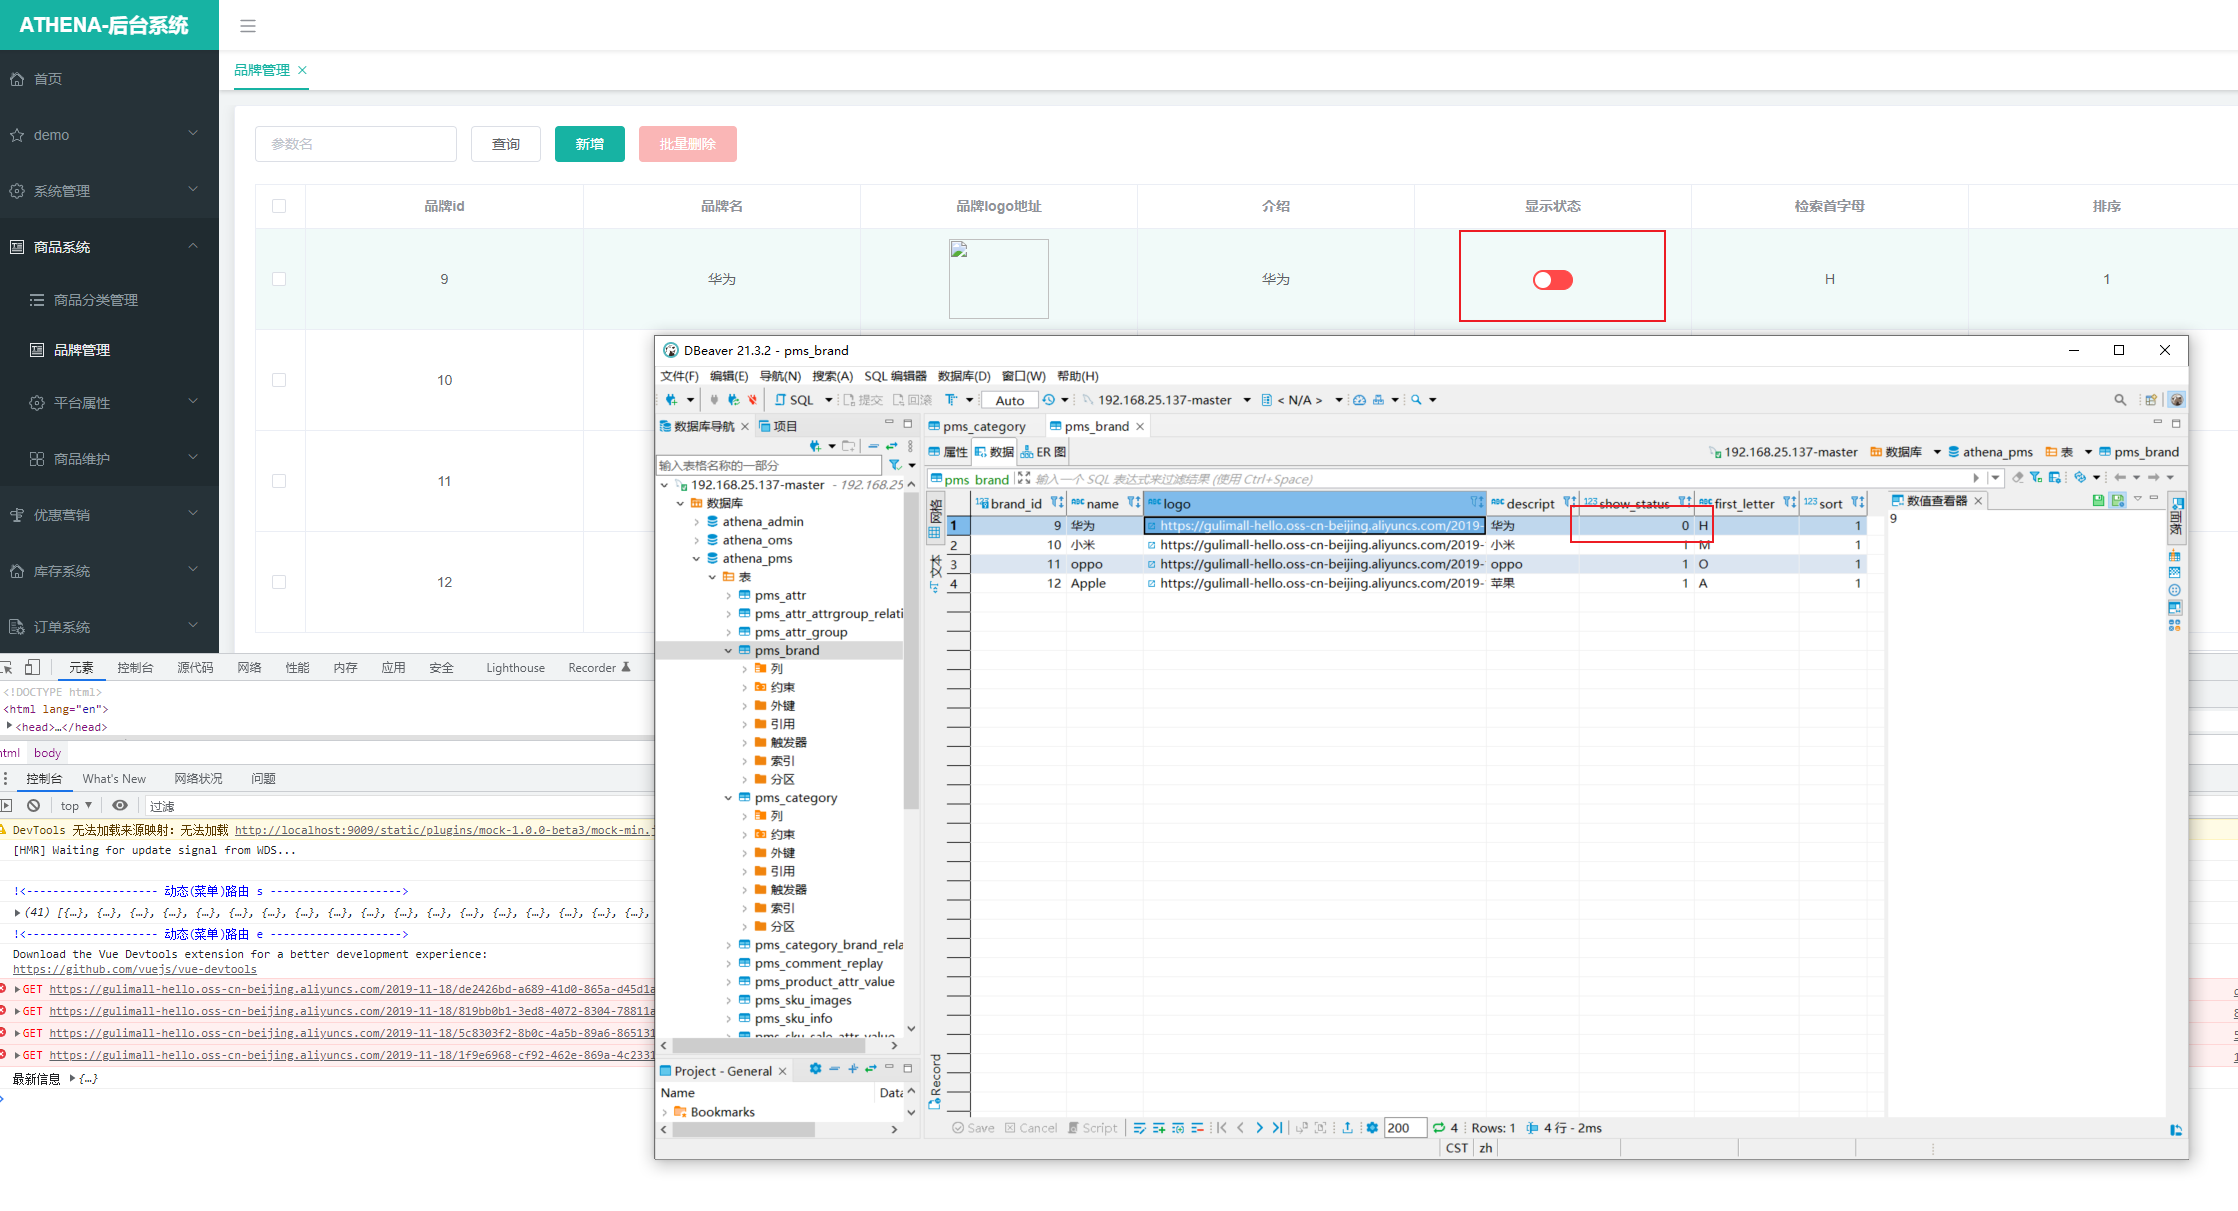 ATHENA-后台系统
品牌管理
首页
demo
系统管理
商品系统
商品分类管理
品牌管理
平台属性
商品维护
优惠营销
库存系统
订单系统
参数名 查询 新增 批量删除
品牌id 品牌名 品牌logo地址 介绍 显示状态 检索首字母 排序
9 华为 华为 H 1
10
11
12
DBeaver 21.3.2 - pms_brand
文件(F) 编辑(E) 导航(N) 搜索(A) SQL 编辑器 数据库(D) 窗口(W) 帮助(H)
SQL 提交 回滚 Auto 192.168.25.137-master < N/A >
数据库导航 项目
pms_category pms_brand
属性 数据 ER 图
192.168.25.137-master 数据库 athena_pms 表 pms_brand
输入表格名称的一部分
pms_brand 输入一个 SQL 表达式来过滤结果 (使用 Ctrl+Space)
192.168.25.137-master - 192.168.25
数据库
athena_admin
athena_oms
athena_pms
表
pms_attr
pms_attr_attrgroup_relati
pms_attr_group
pms_brand
列
约束
外键
引用
触发器
索引
分区
pms_category
列
约束
外键
引用
触发器
索引
分区
pms_category_brand_rela
pms_comment_replay
pms_product_attr_value
pms_sku_images
pms_sku_info
pms_sku_sale_attr_value
网格
文本
Record
123 brand_id ABC name ABC logo ABC descript 123 show_status ABC first_letter 123 sort
1 9 华为 https://gulimall-hello.oss-cn-beijing.aliyuncs.com/2019- 华为 0 H 1
2 10 小米 https://gulimall-hello.oss-cn-beijing.aliyuncs.com/2019- 小米 1 M 1
3 11 oppo https://gulimall-hello.oss-cn-beijing.aliyuncs.com/2019- oppo 1 O 1
4 12 Apple https://gulimall-hello.oss-cn-beijing.aliyuncs.com/2019- 苹果 1 A 1
数值查看器
9
面板
Project - General
Name Data
Bookmarks
Save Cancel Script 200 4 Rows: 1 4 行 - 2ms
CST zh
元素 控制台 源代码 网络 性能 内存 应用 安全 Lighthouse Recorder
<!DOCTYPE html>
<html lang="en">
<head>…</head>
html body
控制台 What's New 网络状况 问题
top 过滤
DevTools 无法加载来源映射：无法加载 http://localhost:9009/static/plugins/mock-1.0.0-beta3/mock-min.
[HMR] Waiting for update signal from WDS...
!<-------------------- 动态(菜单)路由 s -------------------->
(41) [{…}, {…}, {…}, {…}, {…}, {…}, {…}, {…}, {…}, {…}, {…}, {…}, {…}, {…}, {…}, {…}, {…}, {…},
!<-------------------- 动态(菜单)路由 e -------------------->
Download the Vue Devtools extension for a better development experience:
https://github.com/vuejs/vue-devtools
GET https://gulimall-hello.oss-cn-beijing.aliyuncs.com/2019-11-18/de2426bd-a689-41d0-865a-d45d1a
GET https://gulimall-hello.oss-cn-beijing.aliyuncs.com/2019-11-18/819bb0b1-3ed8-4072-8304-78811a
GET https://gulimall-hello.oss-cn-beijing.aliyuncs.com/2019-11-18/5c8303f2-8b0c-4a5b-89a6-865131
GET https://gulimall-hello.oss-cn-beijing.aliyuncs.com/2019-11-18/1f9e6968-cf92-462e-869a-4c2331
最新信息 {…}